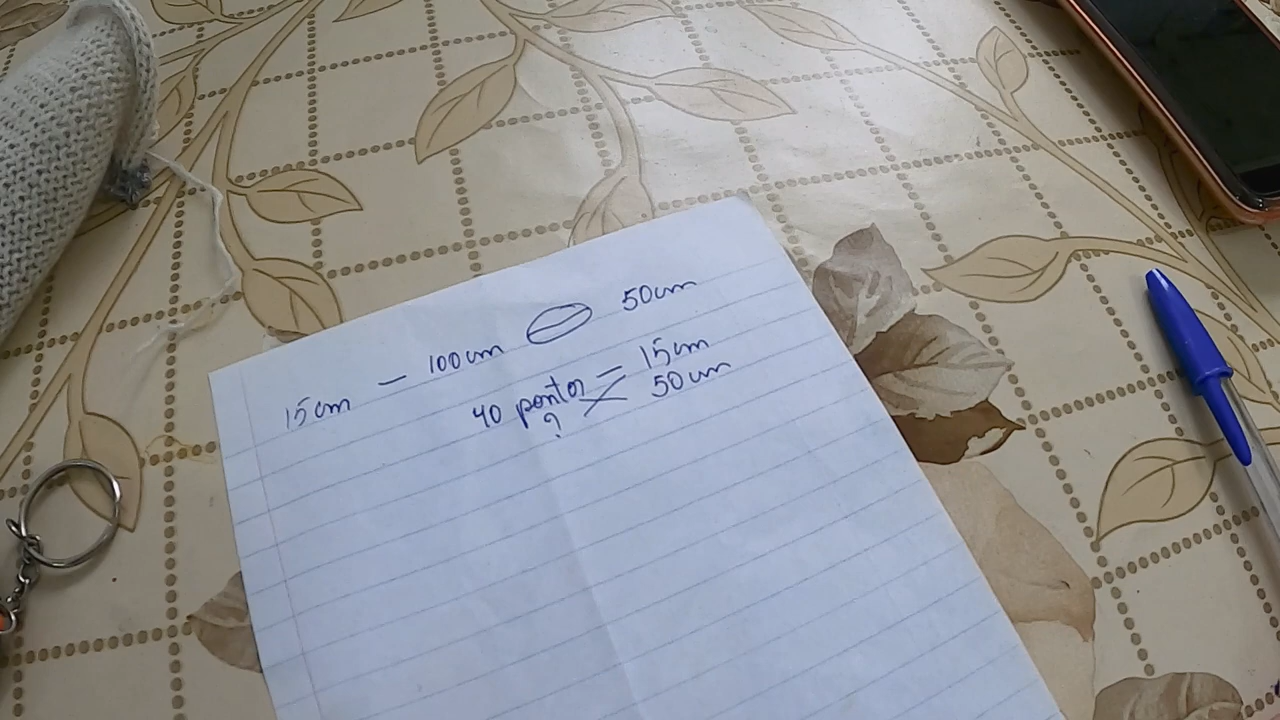 15cm — 100cm 50cm
40 pontos = 15cm
? 50cm